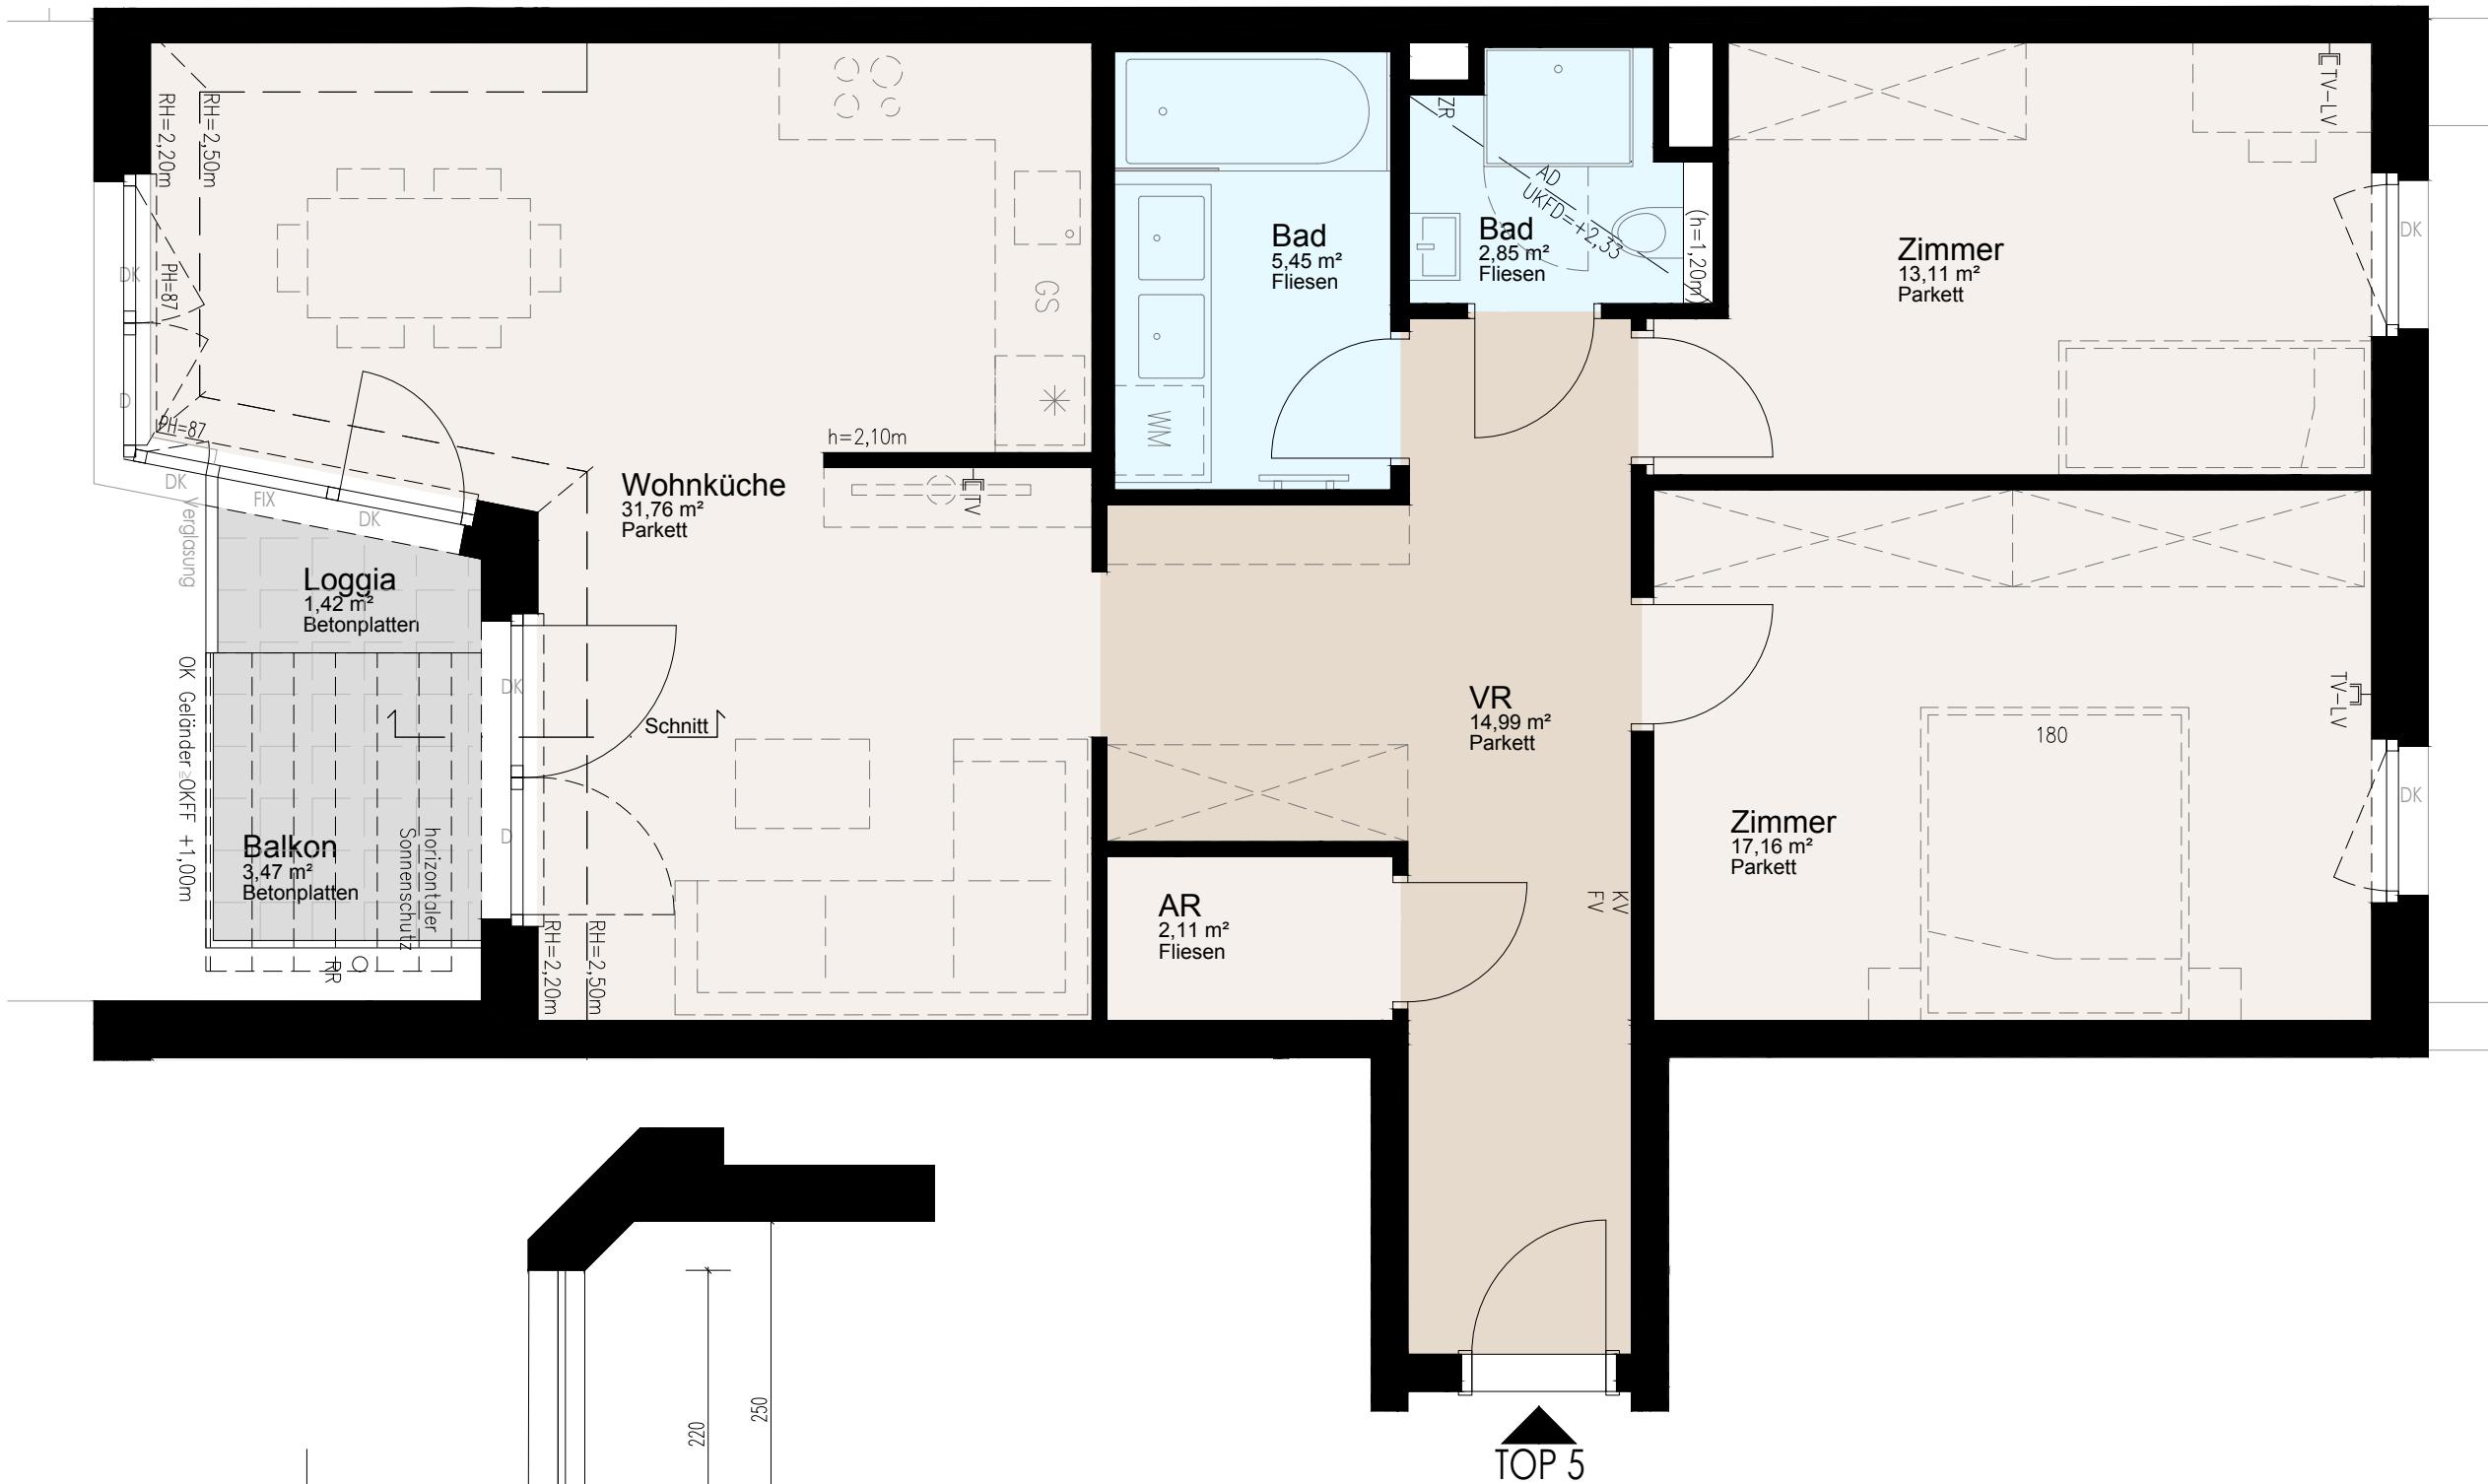 RH=2,20m
RH=2,50m
DK
PH=87
D
PH=87
DK
FIX
DK
Verglasung
h=2,10m
GS
TV
Wohnküche
31,76 m²
Parkett
WM
Bad
5,45 m²
Fliesen
ZR
AD
UKFD=+2,33
Bad
2,85 m²
Fliesen
(h=1,20m)
Zimmer
13,11 m²
Parkett
TV-LV
DK
Loggia
1,42 m²
Betonplatten
OK Geländer ≥OKFF +1,00m
DK
Schnitt
D
Balkon
3,47 m²
Betonplatten
horizontaler
Sonnenschutz
RR
RH=2,20m
RH=2,50m
VR
14,99 m²
Parkett
AR
2,11 m²
Fliesen
KV
FV
180
TV-LV
DK
Zimmer
17,16 m²
Parkett
220
250
TOP 5